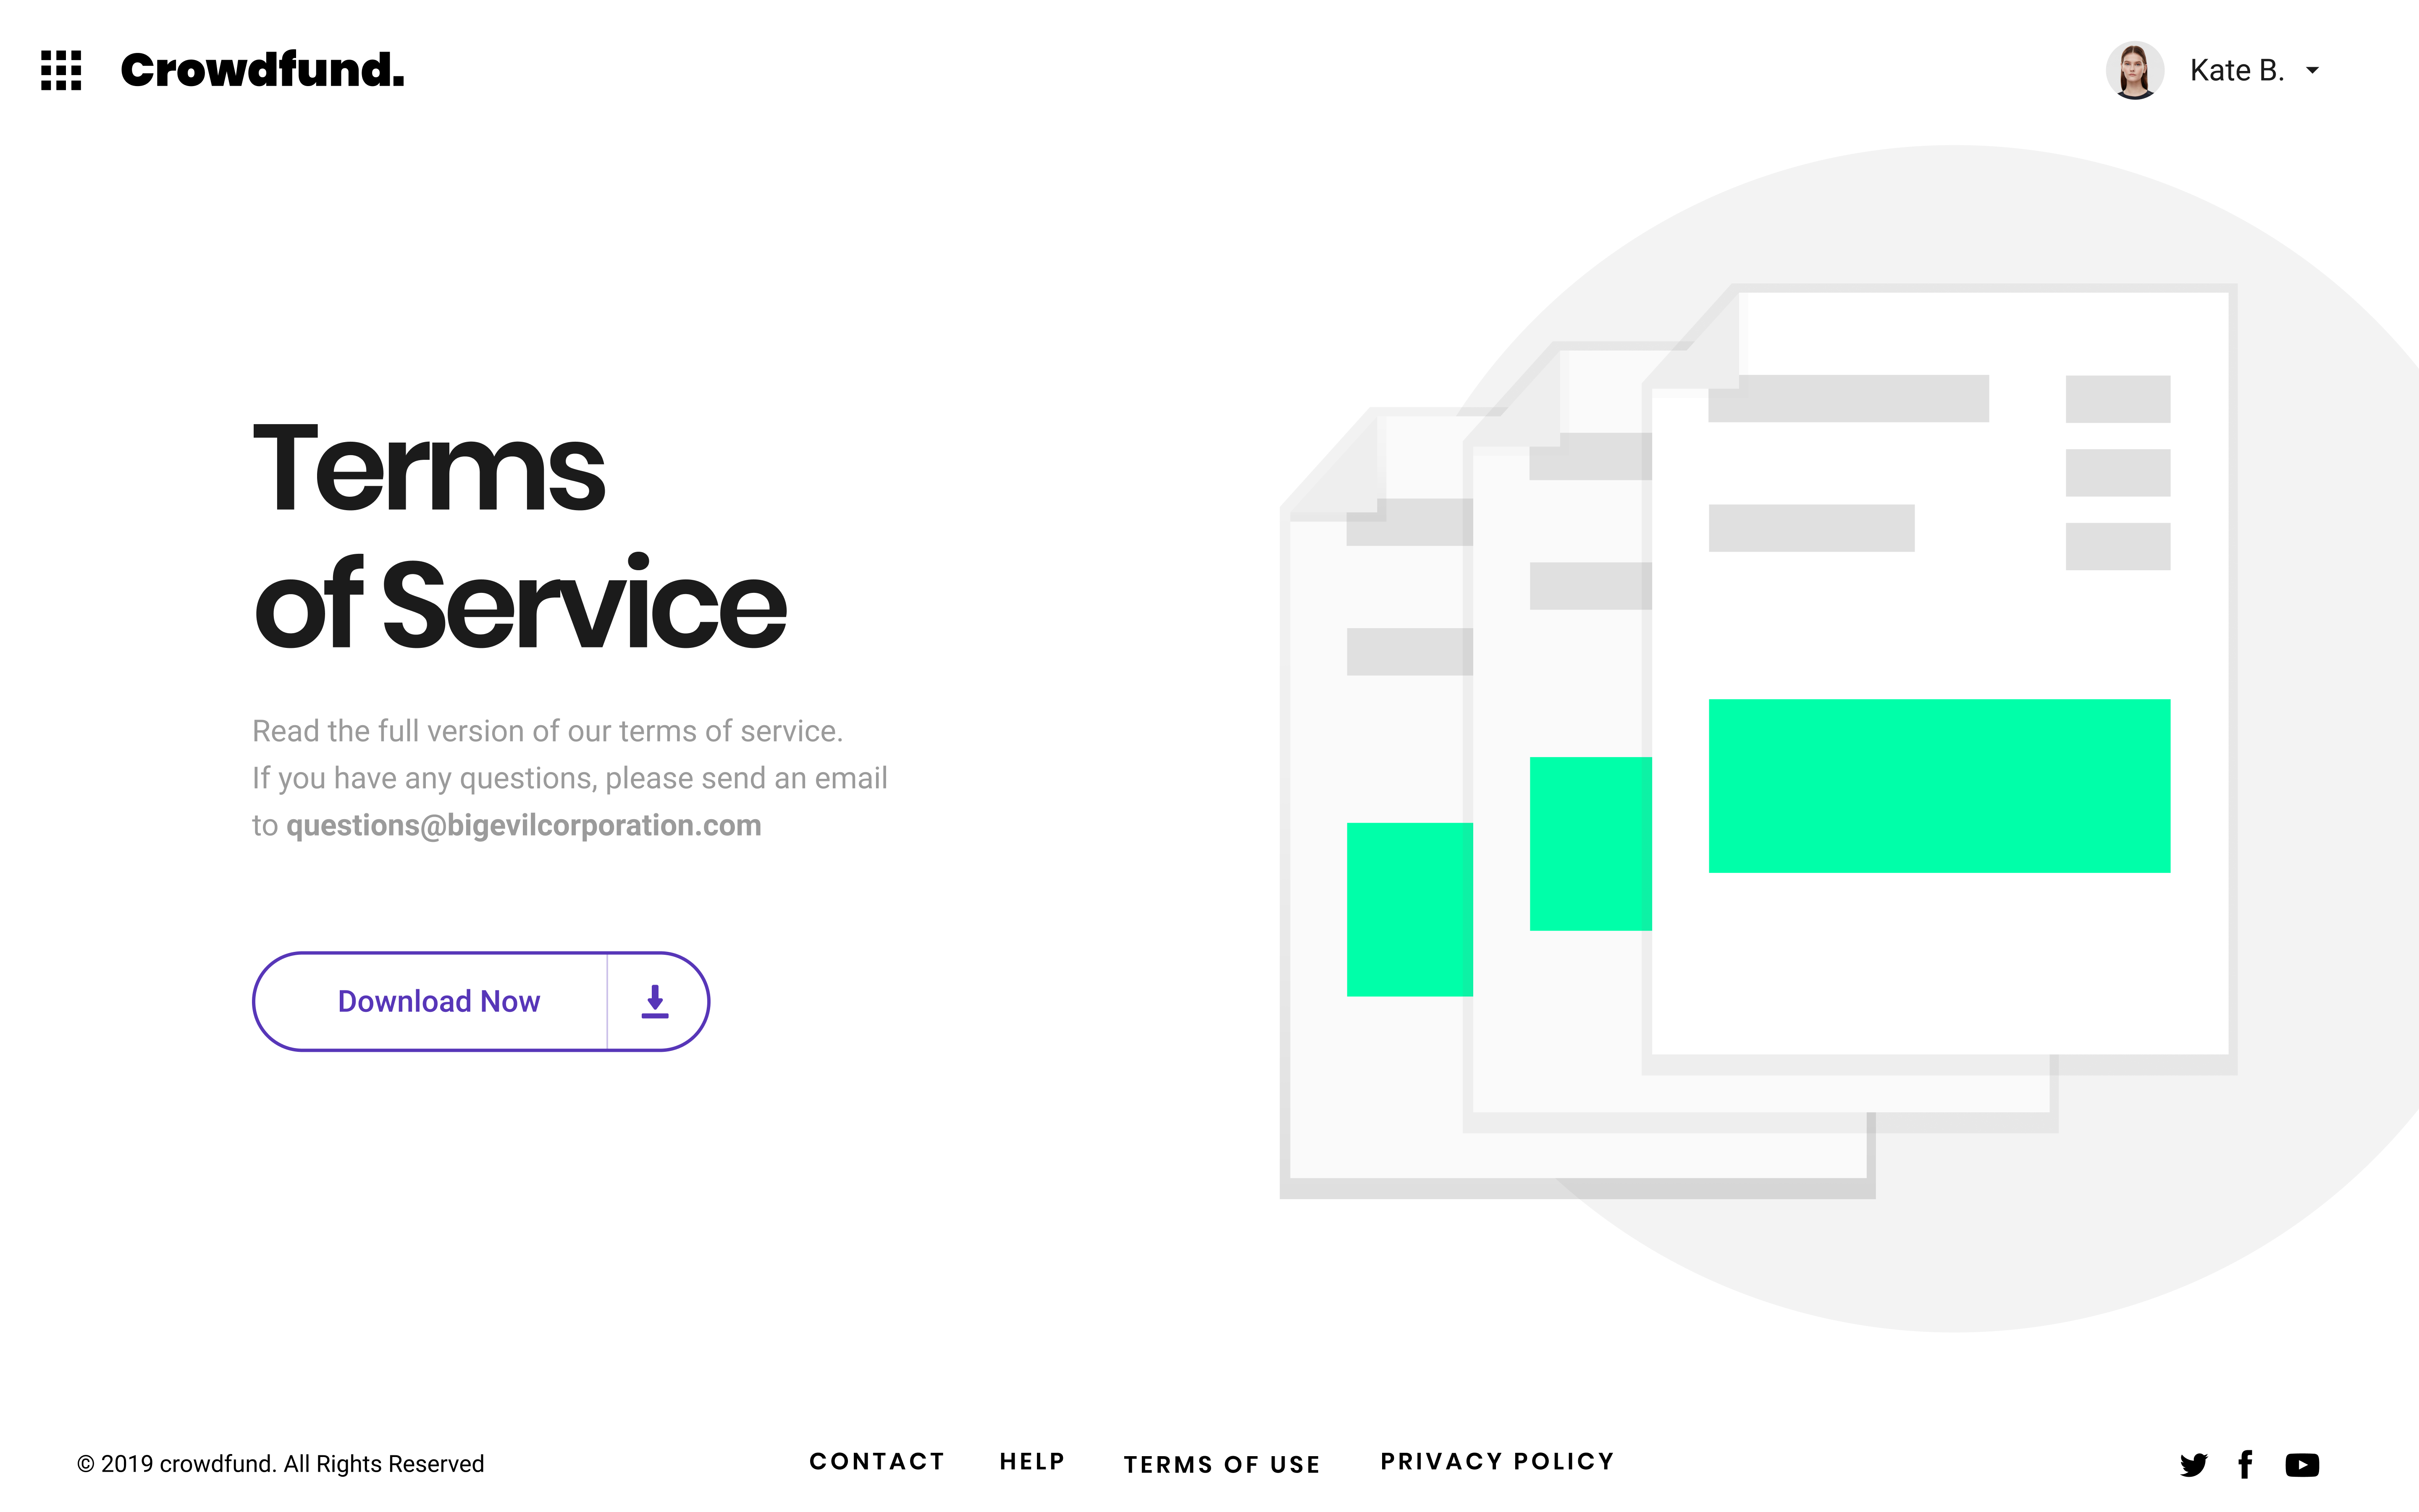 Crowdfund.
Kate B.
Terms
of Service
Read the full version of our terms of service.
If you have any questions, please send an email
to questions@bigevilcorporation.com
Download Now
© 2019 crowdfund. All Rights Reserved
CONTACT
HELP
TERMS OF USE
PRIVACY POLICY